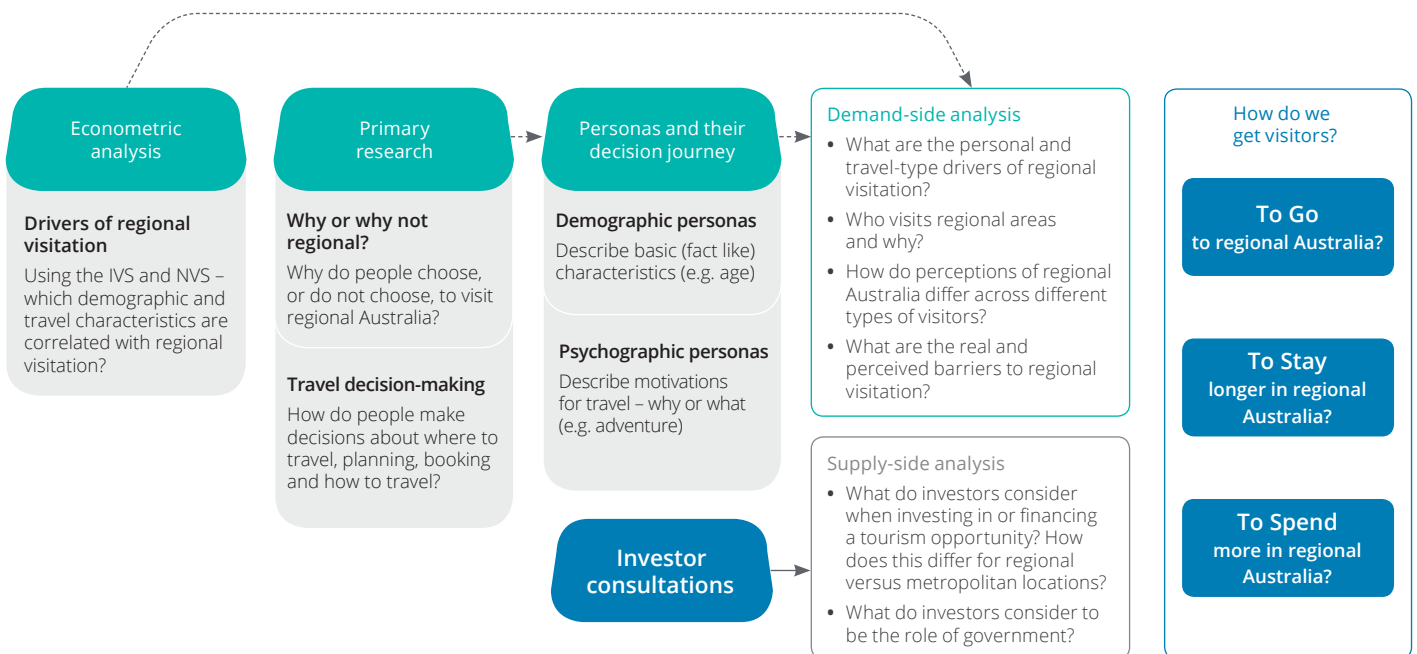 Econometric
analysis
Drivers of regional
visitation
Using the IVS and NVS –
which demographic and
travel characteristics are
correlated with regional
visitation?
Primary
research
Why or why not
regional?
Why do people choose,
or do not choose, to visit
regional Australia?
Travel decision-making
How do people make
decisions about where to
travel, planning, booking
and how to travel?
Personas and their
decision journey
Demographic personas
Describe basic (fact like)
characteristics (e.g. age)
Psychographic personas
Describe motivations
for travel – why or what
(e.g. adventure)
Investor
consultations
Demand-side analysis
• What are the personal and
travel-type drivers of regional
visitation?
• Who visits regional areas
and why?
• How do perceptions of regional
Australia differ across different
types of visitors?
• What are the real and
perceived barriers to regional
visitation?
Supply-side analysis
• What do investors consider
when investing in or financing
a tourism opportunity? How
does this differ for regional
versus metropolitan locations?
• What do investors consider to
be the role of government?
How do we
get visitors?
To Go
to regional Australia?
To Stay
longer in regional
Australia?
To Spend
more in regional
Australia?